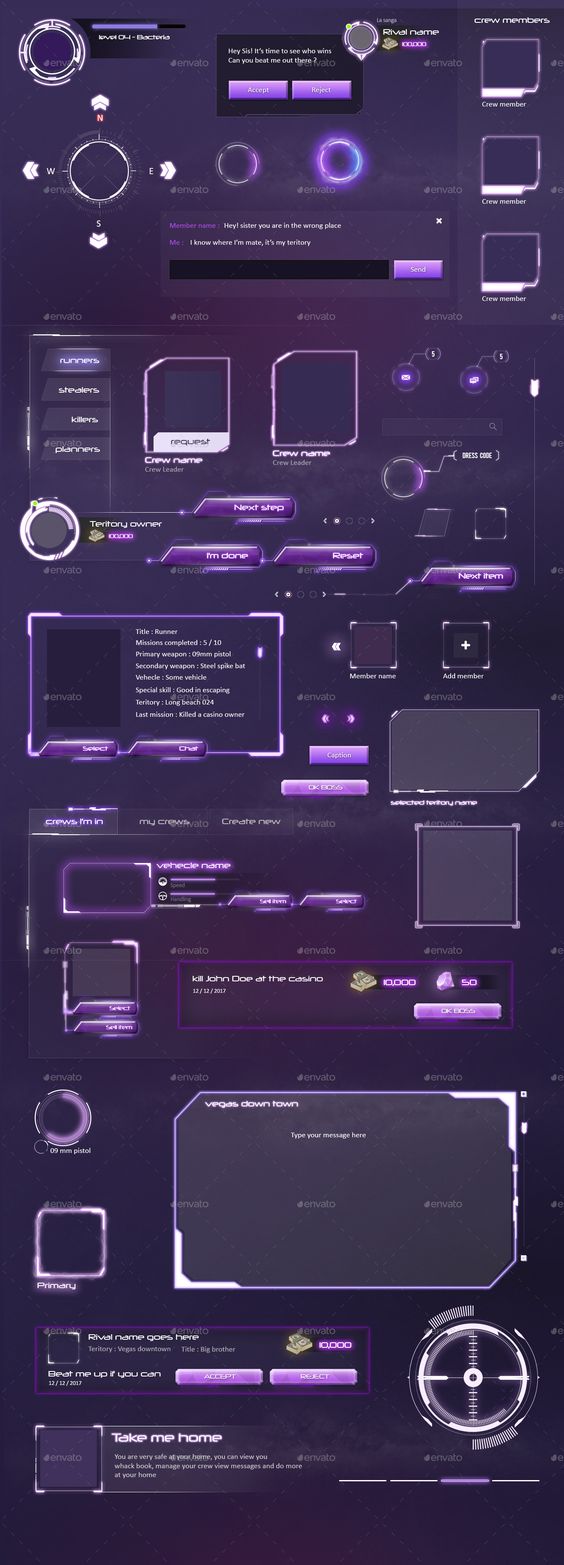 level 04 - Bacteria
Hey Sis! It's time to see who wins
Can you beat me out there ?
Accept
Reject
La sanga
Rival name
100,000
crew members
Crew member
Crew member
Crew member
N
W
E
S
Member name : Hey! sister you are in the wrong place
Me : I know where I'm mate, it's my teritory
Send
runners
stealers
killers
planners
request
Crew name
Crew Leader
Crew name
Crew Leader
5
5
DRESS CODE
Teritory owner
100,000
Next step
I'm done
Reset
Next item
Title : Runner
Missions completed : 5 / 10
Primary weapon : 09mm pistol
Secondary weapon : Steel spike bat
Vehecle : Some vehicle
Special skill : Good in escaping
Teritory : Long beach 024
Last mission : Killed a casino owner
Select
Chat
Member name
Add member
Caption
OK BOSS
selected teritory name
crews I'm in
my crews
Create new
vehecle name
Speed
Handling
Sell item
Select
Select
Sell item
kill John Doe at the casino
12 / 12 / 2017
10,000
50
OK BOSS
09 mm pistol
Primary
vegas down town
Type your message here
Rival name goes here
Teritory : Vegas downtown
Title : Big brother
10,000
Beat me up if you can
12 / 12 / 2017
ACCEPT
REJECT
Take me home
You are very safe at your home, you can view you
whack book, manage your crew view messages and do more
at your home
envato